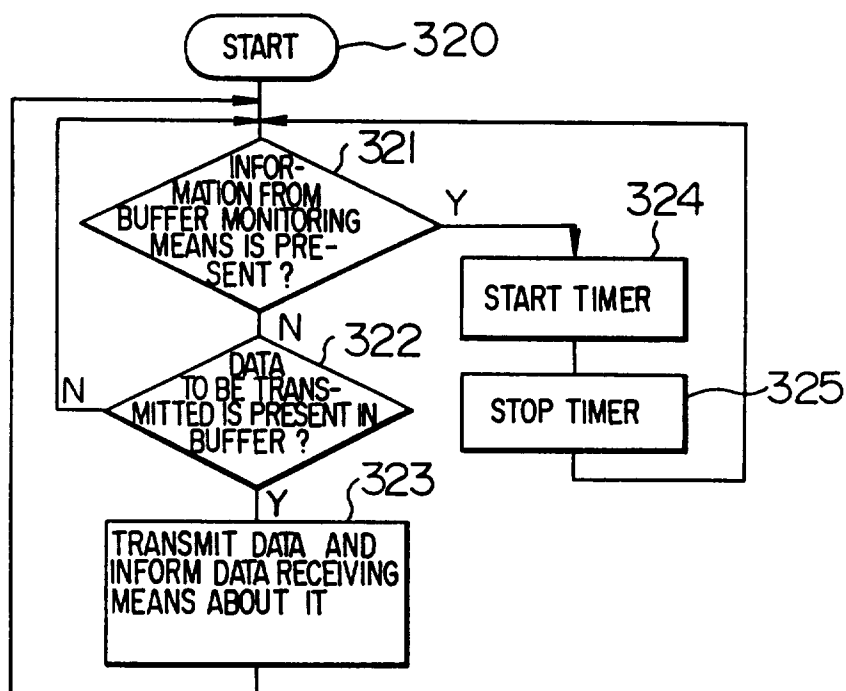 START
320
321
INFOR-
MATION FROM
BUFFER MONITORING
MEANS IS PRE-
SENT ?
Y
324
START TIMER
N
322
DATA
TO BE TRANS-
MITTED IS PRESENT IN
BUFFER ?
N
325
STOP TIMER
Y
323
TRANSMIT DATA AND
INFORM DATA RECEIVING
MEANS ABOUT IT